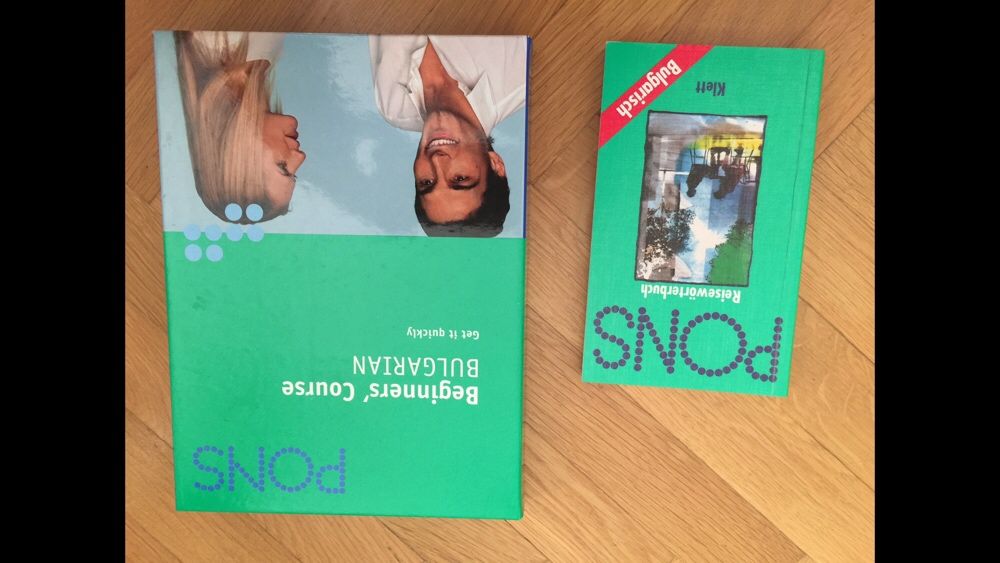 PONS
Beginners' Course
BULGARIAN
Get it quickly
PONS
Reisewörterbuch
Klett
Bulgarisch